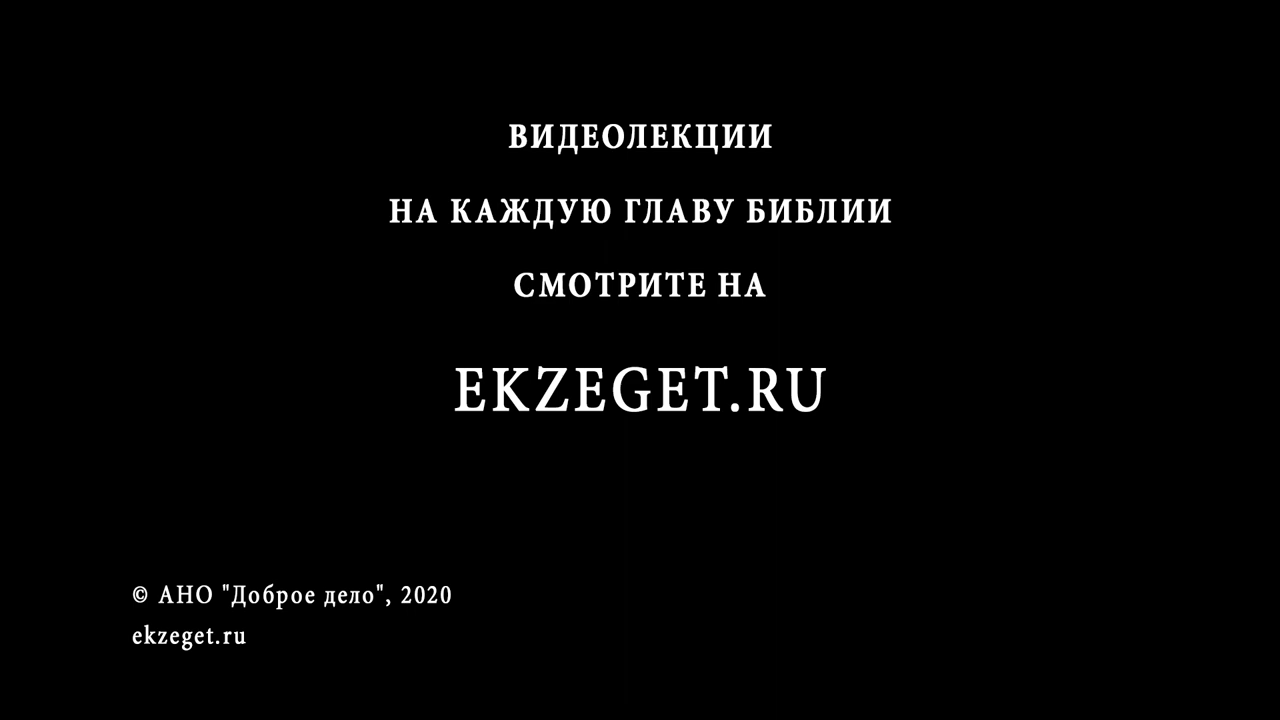 ВИДЕОЛЕКЦИИ
НА КАЖДУЮ ГЛАВУ БИБЛИИ
СМОТРИТЕ НА
EKZEGET.RU
© АНО "Доброе дело", 2020
ekzeget.ru